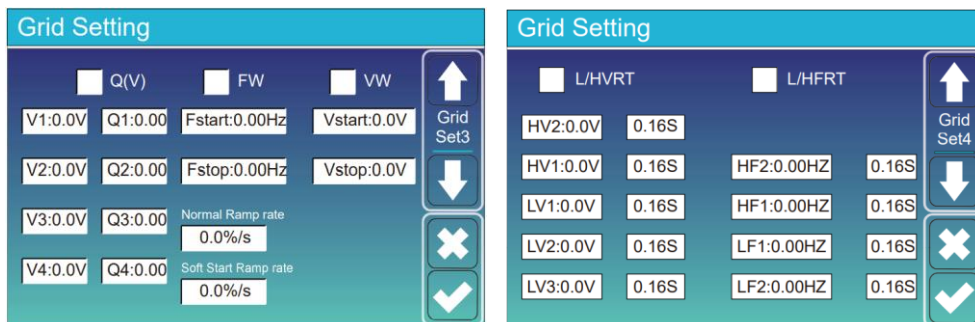 Grid Setting
Q(V) FW VW
V1:0.0V Q1:0.00 Fstart:0.00Hz Vstart:0.0V
Grid
Set3
V2:0.0V Q2:0.00 Fstop:0.00Hz Vstop:0.0V
V3:0.0V Q3:0.00 Normal Ramp rate
0.0%/s
V4:0.0V Q4:0.00 Soft Start Ramp rate
0.0%/s
Grid Setting
L/HVRT L/HFRT
HV2:0.0V 0.16S
Grid
Set4
HV1:0.0V 0.16S HF2:0.00HZ 0.16S
LV1:0.0V 0.16S HF1:0.00HZ 0.16S
LV2:0.0V 0.16S LF1:0.00HZ 0.16S
LV3:0.0V 0.16S LF2:0.00HZ 0.16S